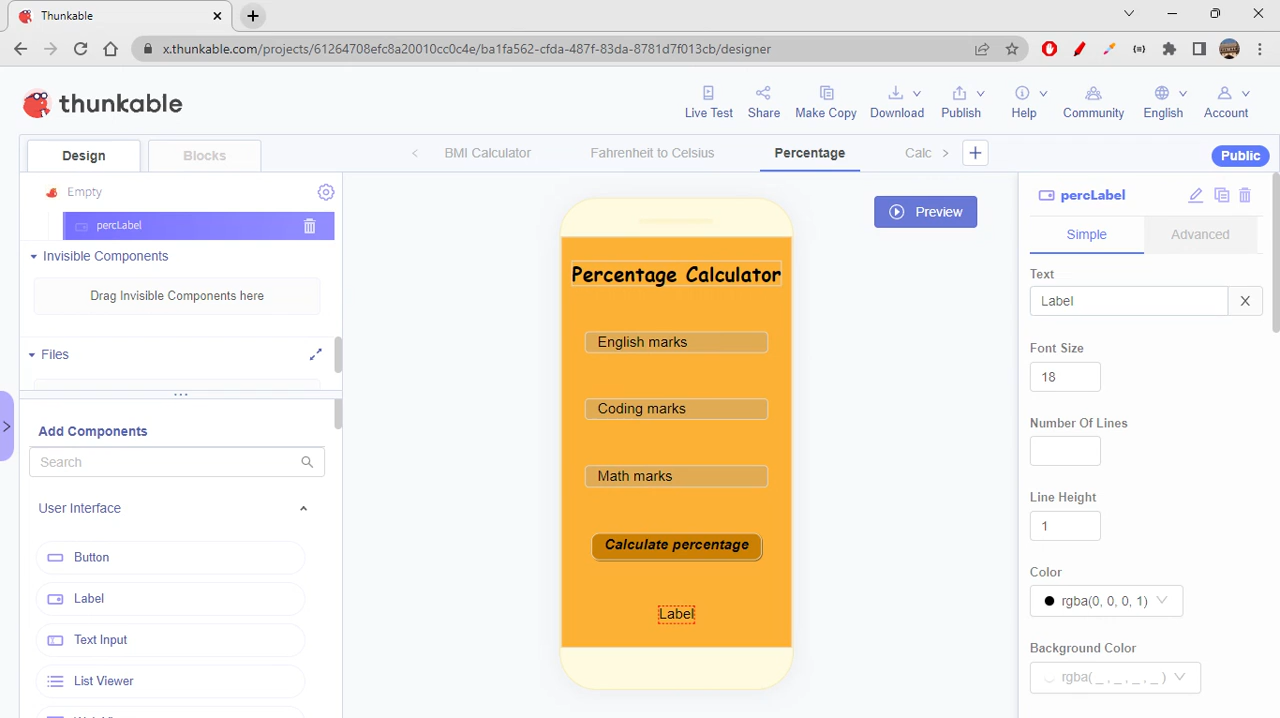 Thunkable
x.thunkable.com/projects/61264708efc8a20010cc0c4e/ba1fa562-cfda-487f-83da-8781d7f013cb/designer
thunkable
Live Test
Share
Make Copy
Download
Publish
Help
Community
English
Account
Design
Blocks
BMI Calculator
Fahrenheit to Celsius
Percentage
Calc
Public
Empty
percLabel
Invisible Components
Drag Invisible Components here
Files
Add Components
Search
User Interface
Button
Label
Text Input
List Viewer
Preview
Percentage Calculator
English marks
Coding marks
Math marks
Calculate percentage
Label
percLabel
Simple
Advanced
Text
Label
X
Font Size
18
Number Of Lines
Line Height
1
Color
rgba(0, 0, 0, 1)
Background Color
rgba( _ , _ , _ , _ )